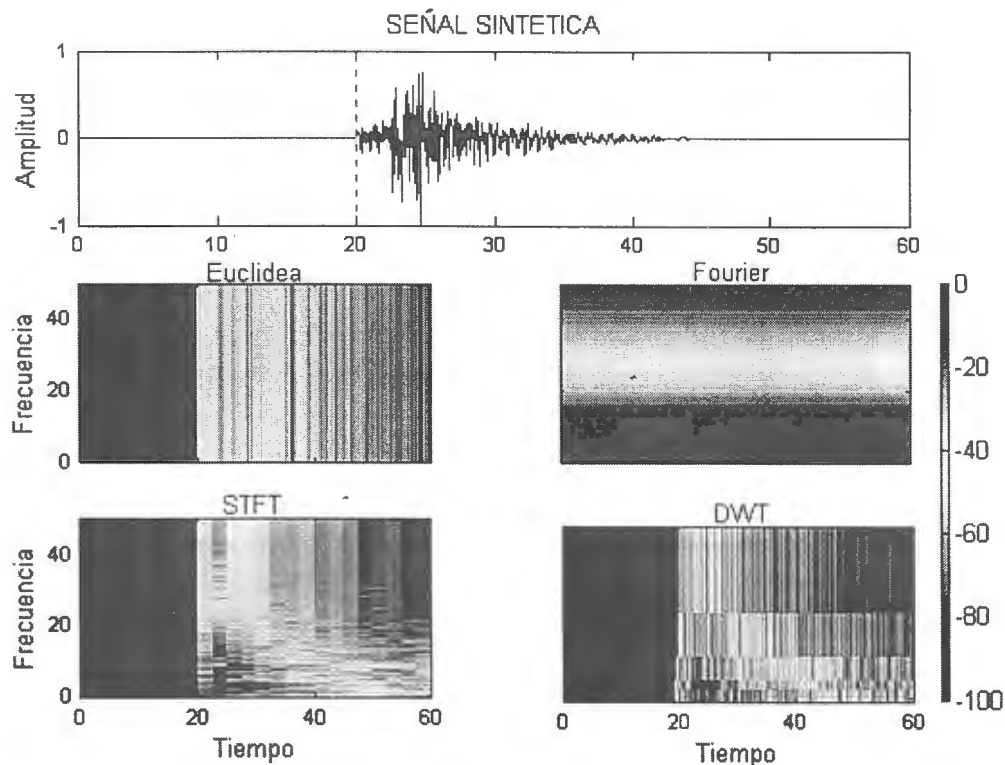 SEÑAL SINTETICA
Amplitud
1
0
-1
0 10 20 30 40 50 60
Euclidea
Fourier
Frecuencia
40
20
0
0
-20
-40
-60
-80
-100
STFT
DWT
Frecuencia
40
20
0
0 20 40 60
0 20 40 60
Tiempo
Tiempo